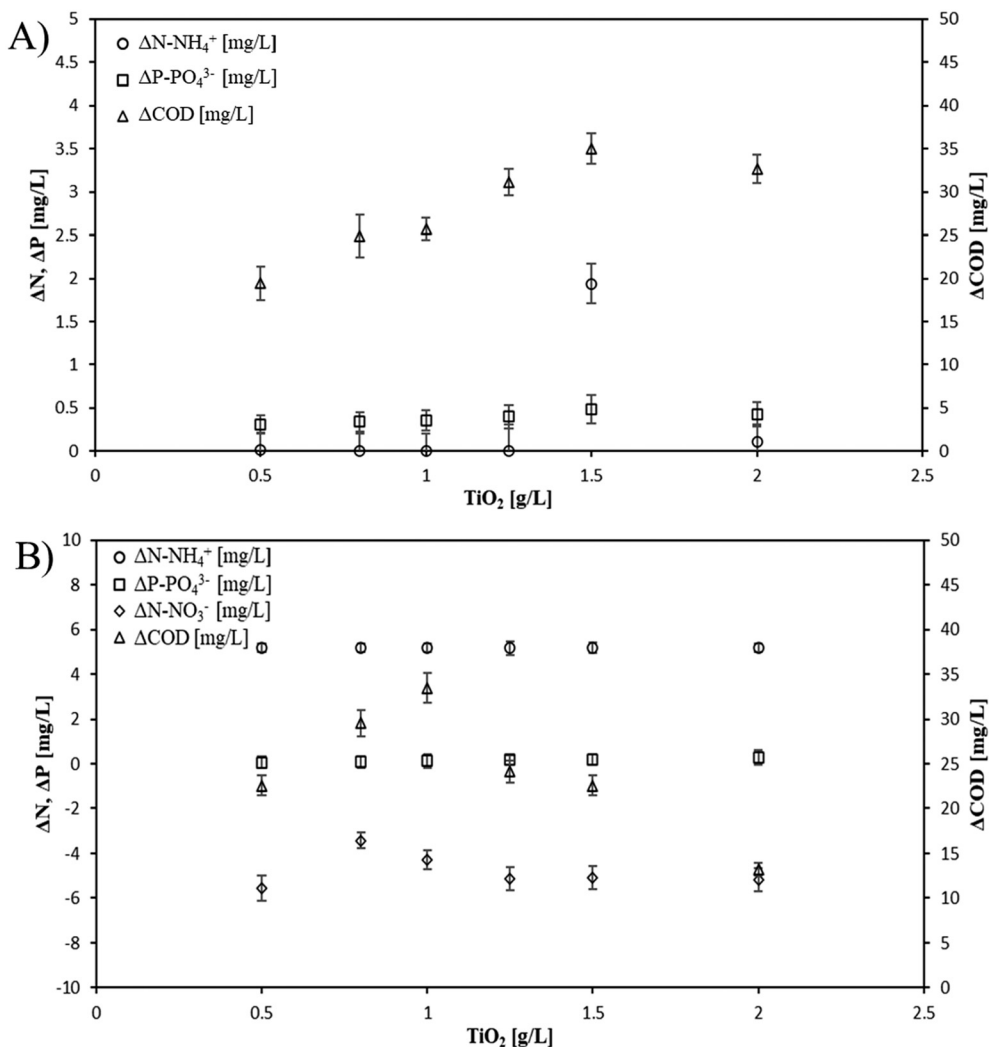 A)
ΔN-NH₄⁺ [mg/L]
ΔP-PO₄³⁻ [mg/L]
ΔCOD [mg/L]
5
4.5
4
3.5
3
2.5
2
1.5
1
0.5
0
ΔN, ΔP [mg/L]
50
45
40
35
30
25
20
15
10
5
0
ΔCOD [mg/L]
0 0.5 1 1.5 2 2.5
TiO₂ [g/L]
B)
ΔN-NH₄⁺ [mg/L]
ΔP-PO₄³⁻ [mg/L]
ΔN-NO₃⁻ [mg/L]
ΔCOD [mg/L]
10
8
6
4
2
0
-2
-4
-6
-8
-10
ΔN, ΔP [mg/L]
50
45
40
35
30
25
20
15
10
5
0
ΔCOD [mg/L]
0 0.5 1 1.5 2 2.5
TiO₂ [g/L]